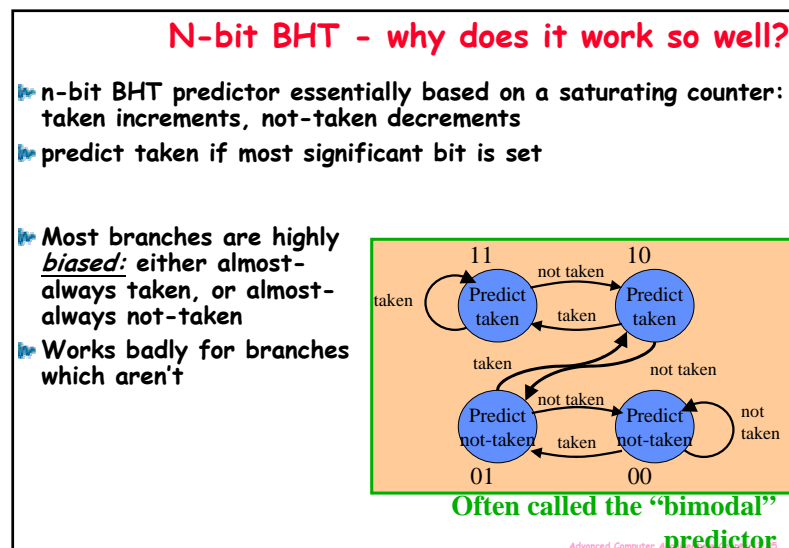 N-bit BHT - why does it work so well?
n-bit BHT predictor essentially based on a saturating counter:
taken increments, not-taken decrements
predict taken if most significant bit is set
Most branches are highly
biased: either almost-
always taken, or almost-
always not-taken
Works badly for branches
which aren't
11
10
not taken
taken
Predict
taken
Predict
taken
taken
taken
not taken
Predict
not-taken
not taken
Predict
not-taken
taken
not
taken
01
00
Often called the “bimodal”
predictor
Advanced Computer